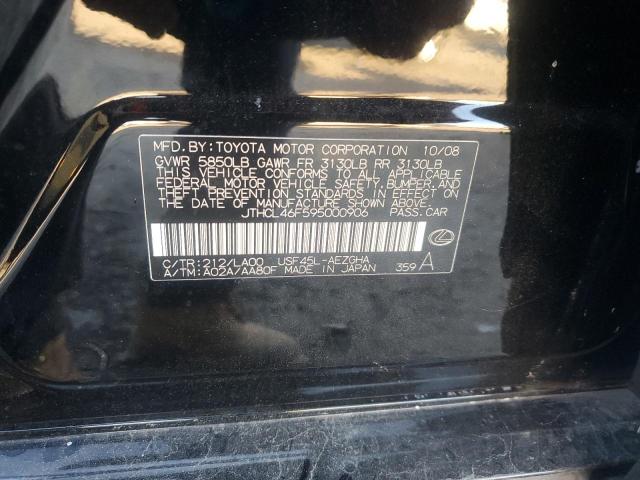 MFD.BY:TOYOTA MOTOR CORPORATION 10/08
GVWR 5850LB GAWR FR 3130LB RR 3130LB
THIS VEHICLE CONFORMS TO ALL APPLICABLE
FEDERAL MOTOR VEHICLE SAFETY,BUMPER,AND
THEFT PREVENTION STANDARDS IN EFFECT ON
THE DATE OF MANUFACTURE SHOWN ABOVE.
JTHCL46F595000906 PASS.CAR
C/TR:212/LA00 USF45L-AEZGHA
A/TM:A02A/AA80F MADE IN JAPAN 359 A